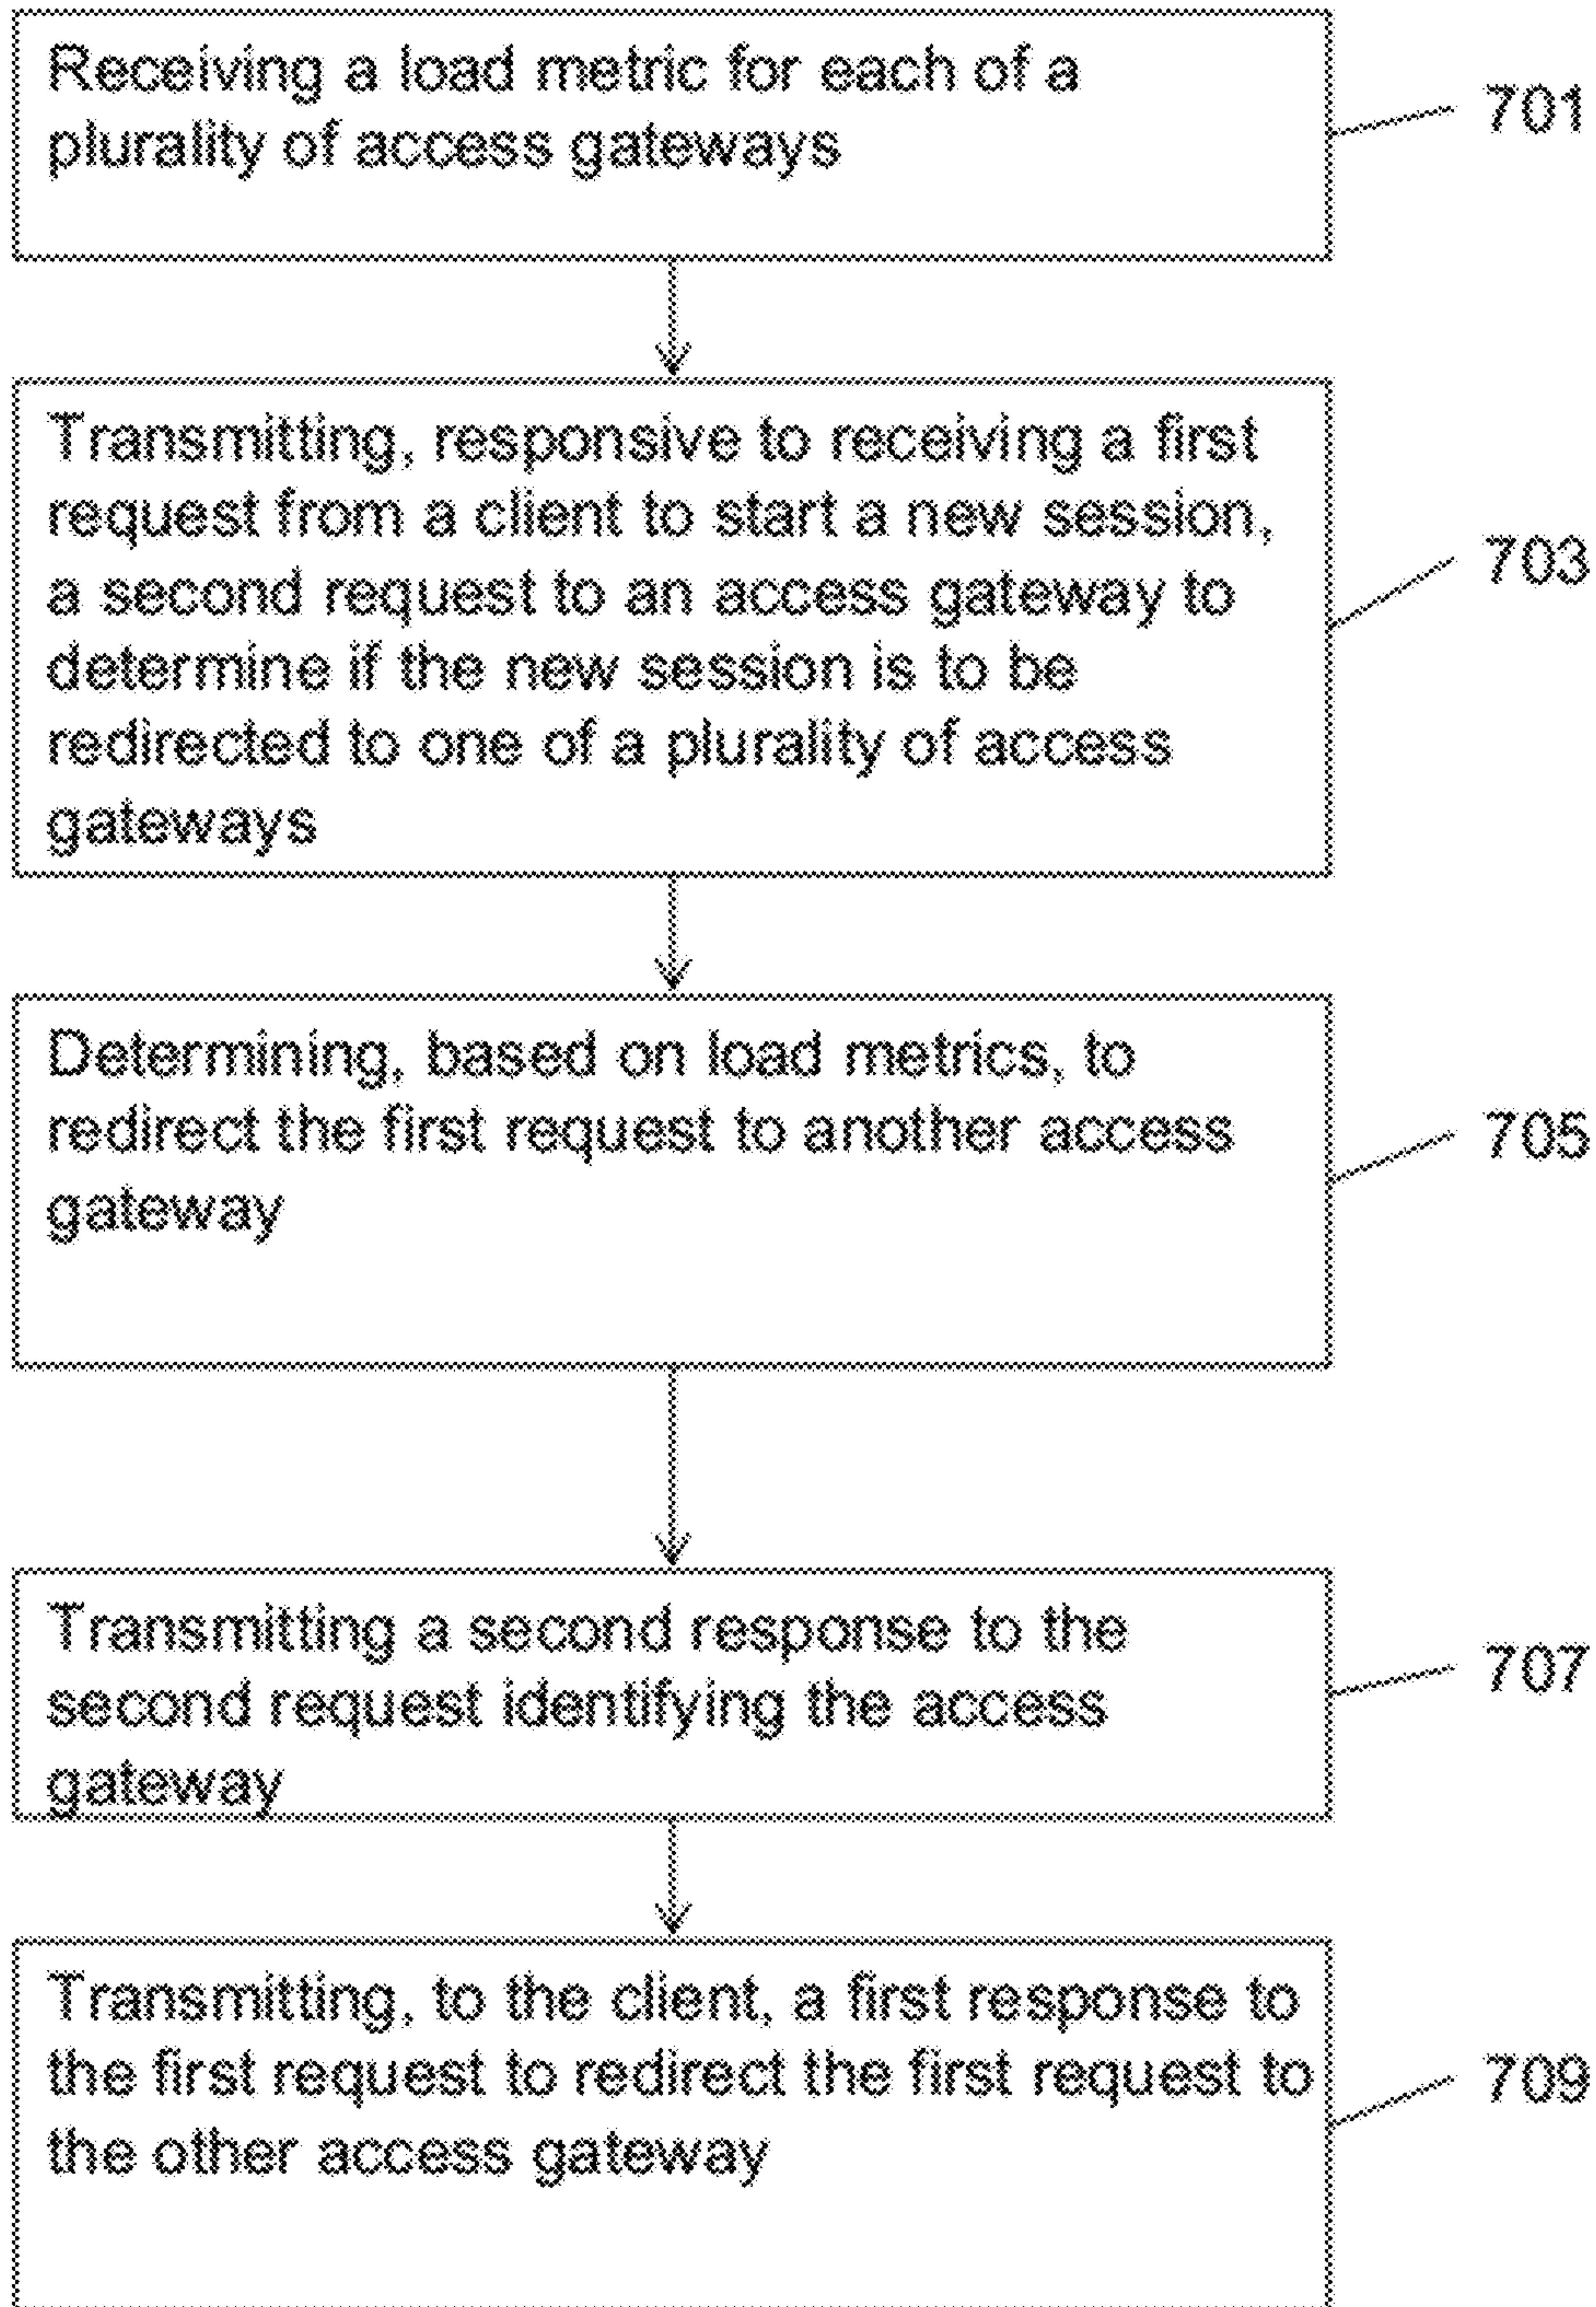 Receiving a load metric for each of a
plurality of access gateways
701
Transmitting, responsive to receiving a first
request from a client to start a new session,
a second request to an access gateway to
determine if the new session is to be
redirected to one of a plurality of access
gateways
703
Determining, based on load metrics, to
redirect the first request to another access
gateway
705
Transmitting a second response to the
second request identifying the access
gateway
707
Transmitting, to the client, a first response to
the first request to redirect the first request to
the other access gateway
709